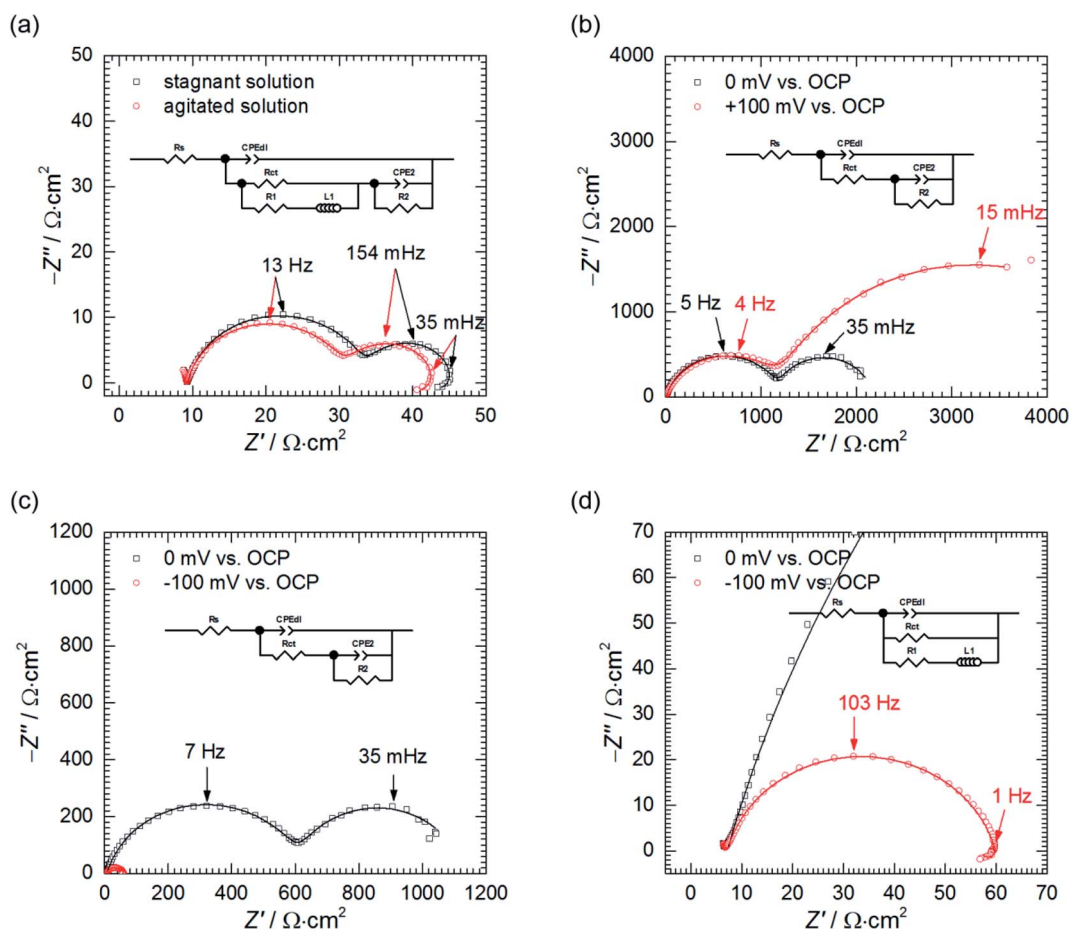 (a)
50
40
30
20
10
0
0 10 20 30 40 50
−Z″ / Ω·cm²
Z′ / Ω·cm²
stagnant solution
agitated solution
Rs
CPEdl
Rct
CPE2
R1
L1
R2
13 Hz
154 mHz
35 mHz
(b)
4000
3000
2000
1000
0
0 1000 2000 3000 4000
−Z″ / Ω·cm²
Z′ / Ω·cm²
0 mV vs. OCP
+100 mV vs. OCP
Rs
CPEdl
Rct
CPE2
R2
15 mHz
5 Hz
4 Hz
35 mHz
(c)
1200
1000
800
600
400
200
0
0 200 400 600 800 1000 1200
−Z″ / Ω·cm²
Z′ / Ω·cm²
0 mV vs. OCP
-100 mV vs. OCP
Rs
CPEdl
Rct
CPE2
R2
7 Hz
35 mHz
(d)
70
60
50
40
30
20
10
0
0 10 20 30 40 50 60 70
−Z″ / Ω·cm²
Z′ / Ω·cm²
0 mV vs. OCP
-100 mV vs. OCP
Rs
CPEdl
Rct
R1
L1
103 Hz
1 Hz